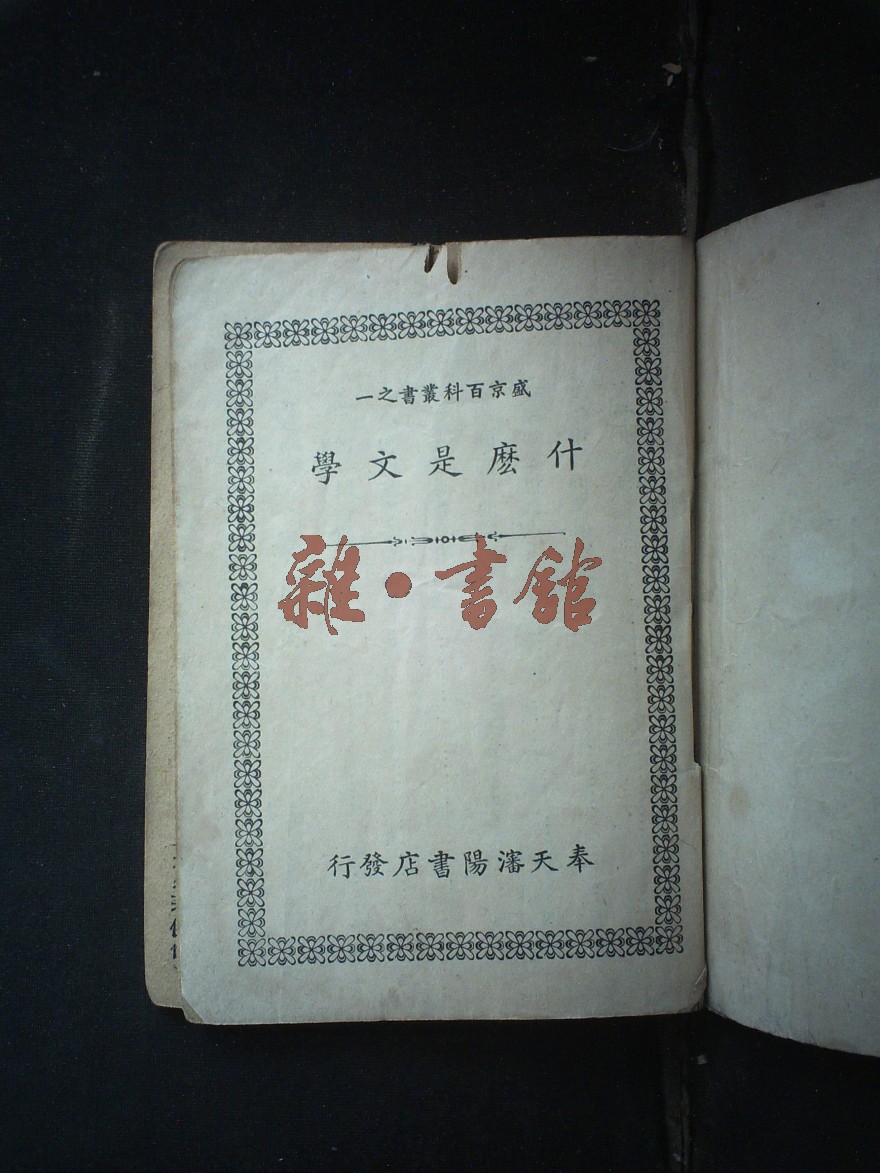 盛京百科叢書之一
什麽是文學
雜•書館
奉天瀋陽書店發行